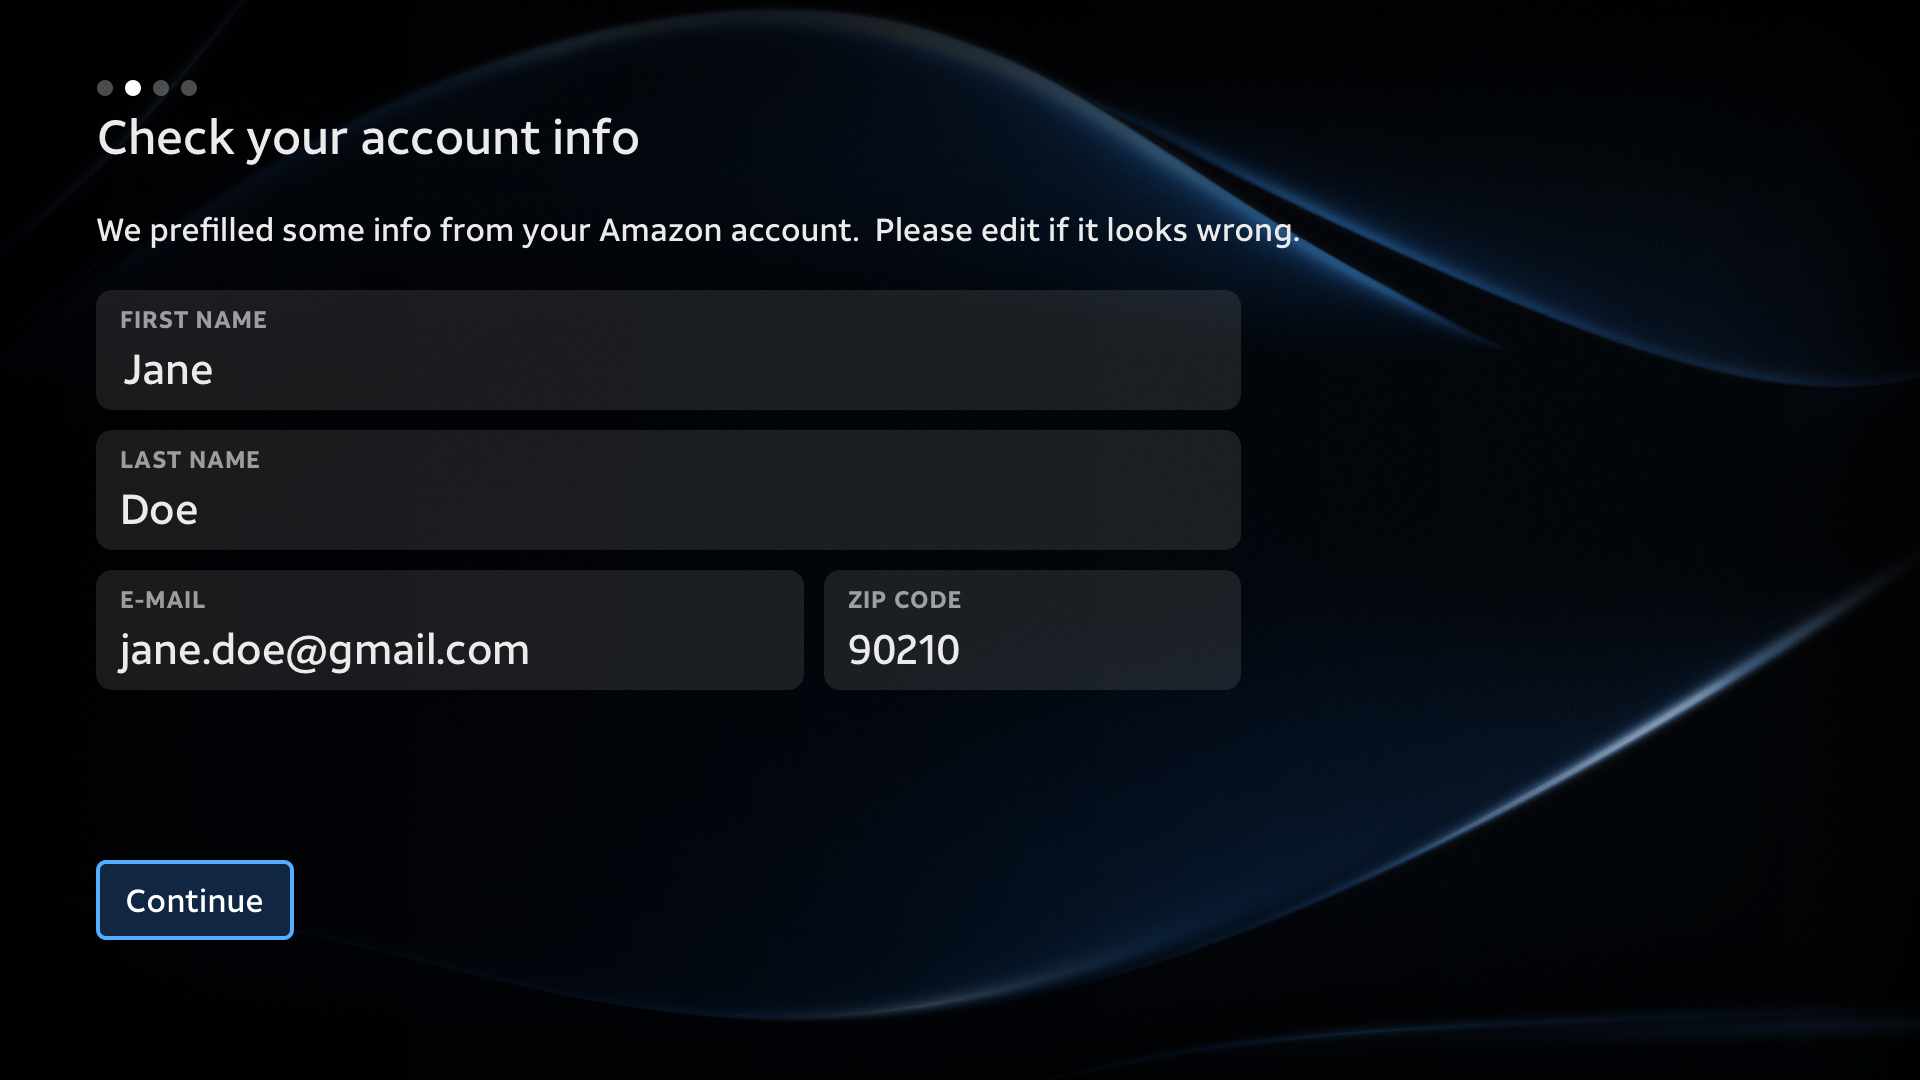 Check your account info
We prefilled some info from your Amazon account.  Please edit if it looks wrong.
FIRST NAME
Jane
LAST NAME
Doe
E-MAIL
jane.doe@gmail.com
ZIP CODE
90210
Continue